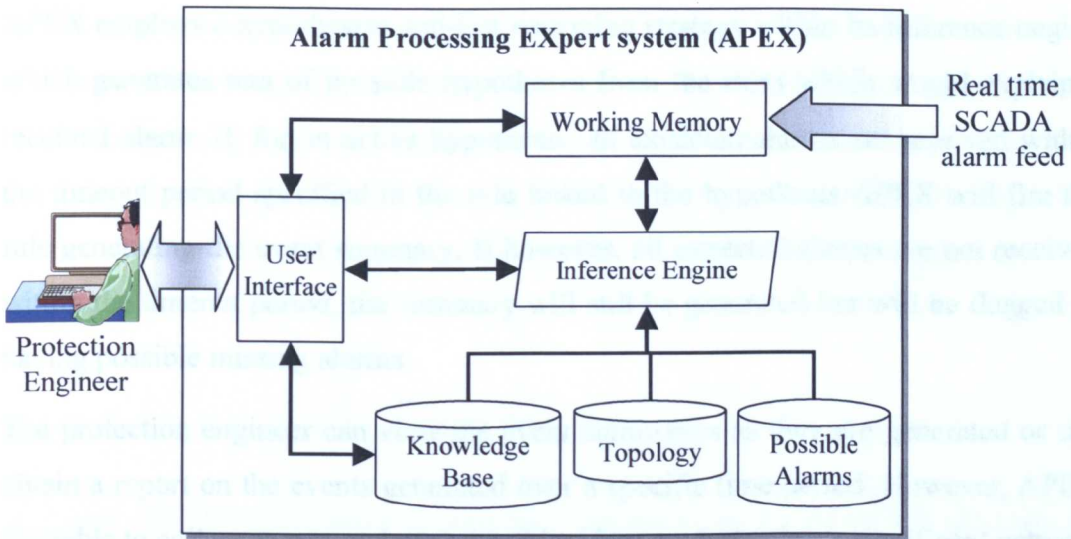 Alarm Processing EXpert system (APEX)
Working Memory
Real time
SCADA
alarm feed
User
Interface
Inference Engine
Protection
Engineer
Knowledge
Base
Topology
Possible
Alarms